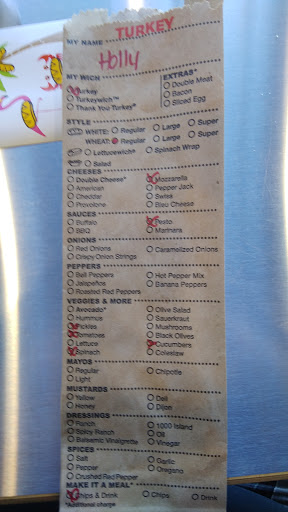 TURKEY
MY NAME
Holly
MY WICH EXTRAS*
Turkey Double Meat
Turkeywich™ Bacon
Thank You Turkey* Sliced Egg
STYLE
WHITE: Regular Large Super
WHEAT: Regular Large Super
Lettucewich® Spinach Wrap
Salad
CHEESES
Double Cheese* Mozzarella
American Pepper Jack
Cheddar Swiss
Provolone Bleu Cheese
SAUCES
Buffalo Pesto
BBQ Marinara
ONIONS
Red Onions Caramelized Onions
Crispy Onion Strings
PEPPERS
Bell Peppers Hot Pepper Mix
Jalapeños Banana Peppers
Roasted Red Peppers
VEGGIES & MORE
Avocado* Olive Salad
Hummus Sauerkraut
Pickles Mushrooms
Tomatoes Black Olives
Lettuce Cucumbers
Spinach Coleslaw
MAYOS
Regular Chipotle
Light
MUSTARDS
Yellow Deli
Honey Dijon
DRESSINGS
Ranch 1000 Island
Spicy Ranch Oil
Balsamic Vinaigrette Vinegar
SPICES
Salt Garlic
Pepper Oregano
Crushed Red Pepper
MAKE IT A MEAL*
Chips & Drink Chips Drink
*Additional charge